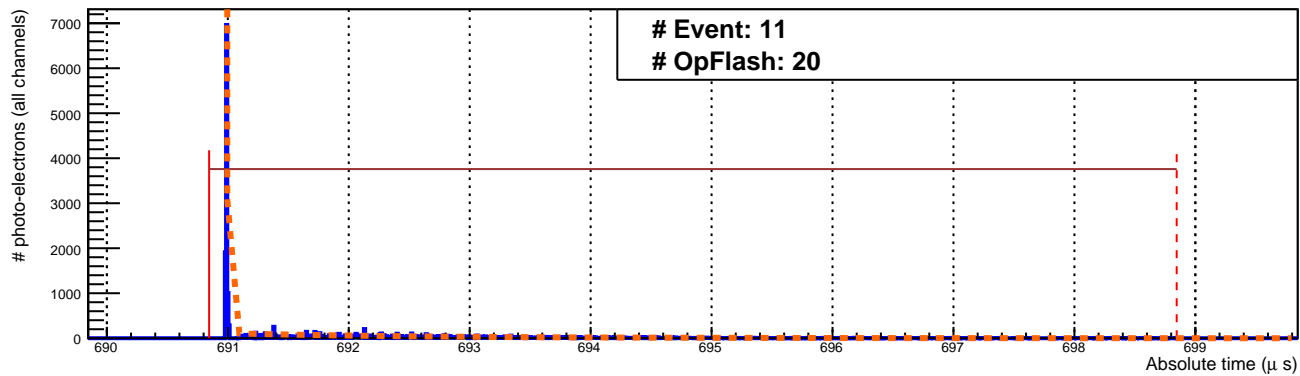 # Event: 11
# OpFlash: 20
# photo-electrons (all channels)
7000
6000
5000
4000
3000
2000
1000
0
690 691 692 693 694 695 696 697 698 699
Absolute time (μ s)